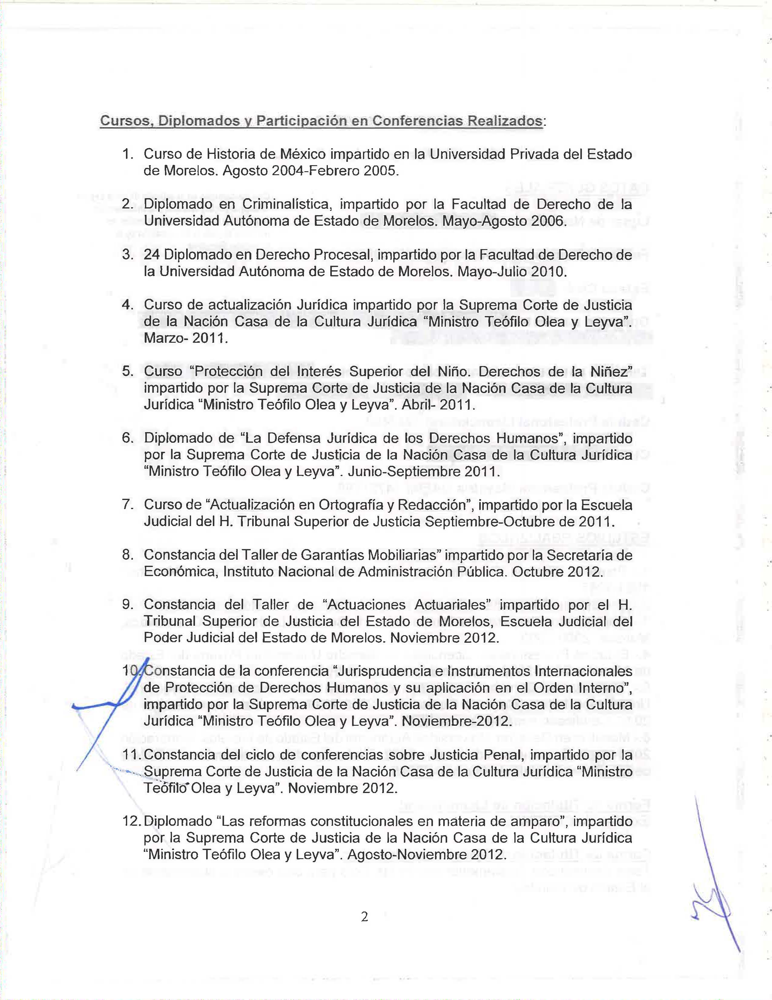 Cursos, Diplomados y Participación en Conferencias Realizados:
1. Curso de Historia de México impartido en la Universidad Privada del Estado
de Morelos. Agosto 2004-Febrero 2005.
2. Diplomado en Criminalística, impartido por la Facultad de Derecho de la
Universidad Autónoma de Estado de Morelos. Mayo-Agosto 2006.
3. 24 Diplomado en Derecho Procesal, impartido por la Facultad de Derecho de
la Universidad Autónoma de Estado de Morelos. Mayo-Julio 2010.
4. Curso de actualización Jurídica impartido por la Suprema Corte de Justicia
de la Nación Casa de la Cultura Jurídica “Ministro Teófilo Olea y Leyva”.
Marzo- 2011.
5. Curso “Protección del Interés Superior del Niño. Derechos de la Niñez”
impartido por la Suprema Corte de Justicia de la Nación Casa de la Cultura
Jurídica “Ministro Teófilo Olea y Leyva”. Abril- 2011.
6. Diplomado de “La Defensa Jurídica de los Derechos Humanos”, impartido
por la Suprema Corte de Justicia de la Nación Casa de la Cultura Jurídica
“Ministro Teófilo Olea y Leyva”. Junio-Septiembre 2011.
7. Curso de “Actualización en Ortografía y Redacción”, impartido por la Escuela
Judicial del H. Tribunal Superior de Justicia Septiembre-Octubre de 2011.
8. Constancia del Taller de Garantías Mobiliarias” impartido por la Secretaría de
Económica, Instituto Nacional de Administración Pública. Octubre 2012.
9. Constancia del Taller de “Actuaciones Actuariales” impartido por el H.
Tribunal Superior de Justicia del Estado de Morelos, Escuela Judicial del
Poder Judicial del Estado de Morelos. Noviembre 2012.
10. Constancia de la conferencia “Jurisprudencia e Instrumentos Internacionales
de Protección de Derechos Humanos y su aplicación en el Orden Interno”,
impartido por la Suprema Corte de Justicia de la Nación Casa de la Cultura
Jurídica “Ministro Teófilo Olea y Leyva”. Noviembre-2012.
11. Constancia del ciclo de conferencias sobre Justicia Penal, impartido por la
Suprema Corte de Justicia de la Nación Casa de la Cultura Jurídica “Ministro
Teófilo Olea y Leyva”. Noviembre 2012.
12. Diplomado “Las reformas constitucionales en materia de amparo”, impartido
por la Suprema Corte de Justicia de la Nación Casa de la Cultura Jurídica
“Ministro Teófilo Olea y Leyva”. Agosto-Noviembre 2012.
2